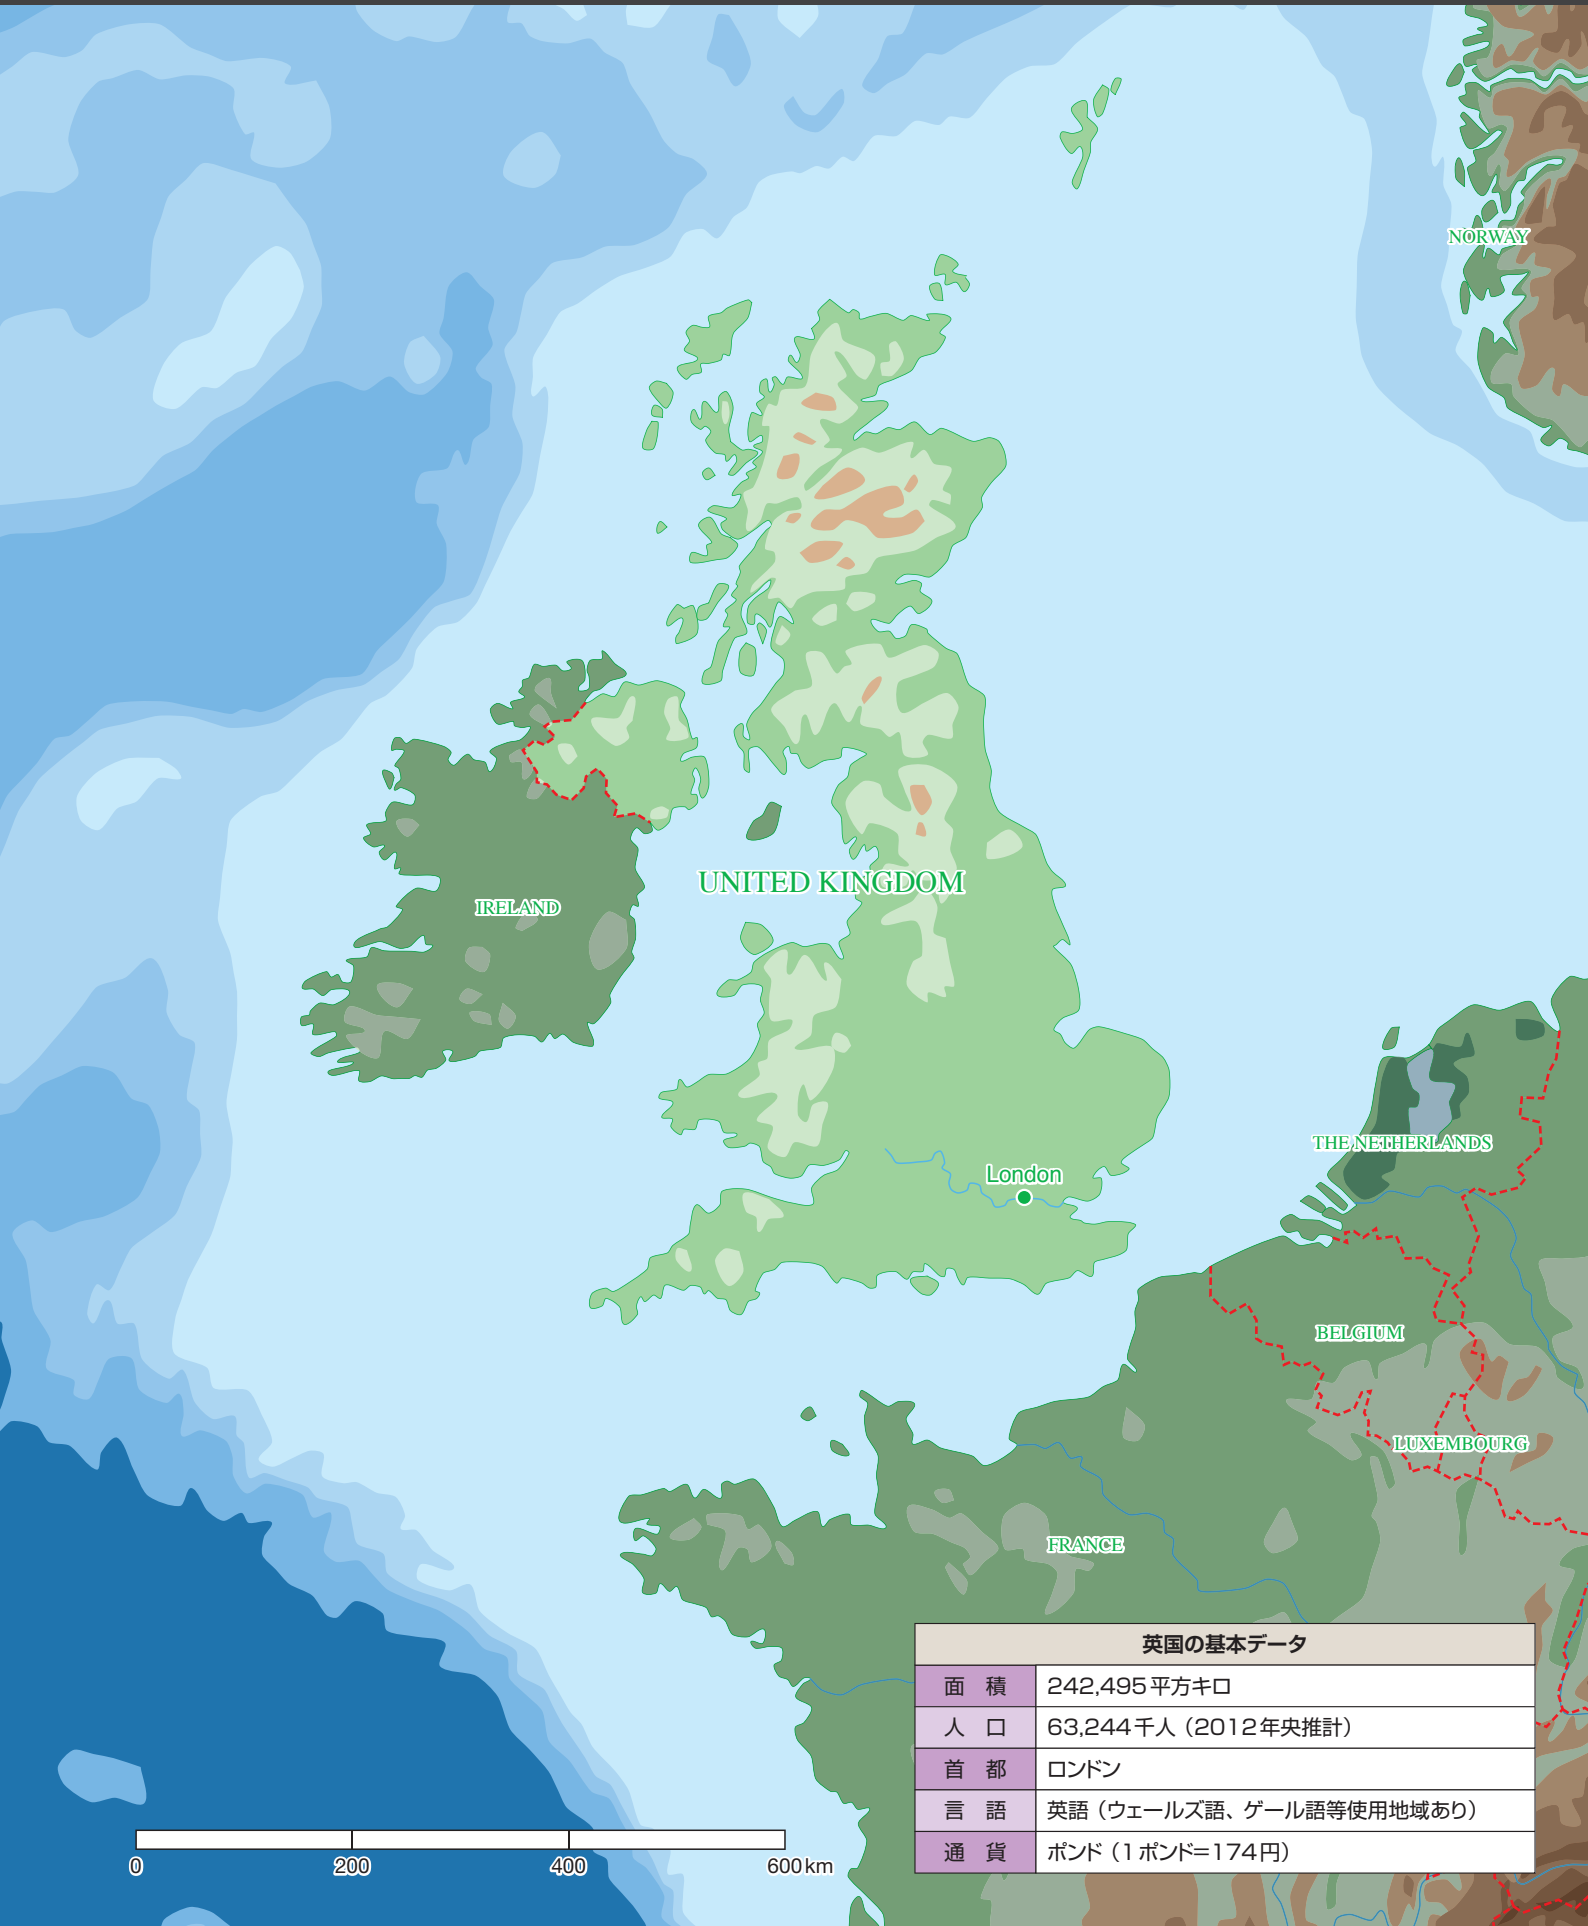 NORWAY
UNITED KINGDOM
IRELAND
THE NETHERLANDS
London
BELGIUM
LUXEMBOURG
FRANCE
英国の基本データ
面 積 242,495平方キロ
人 口 63,244千人（2012年央推計）
首 都 ロンドン
言 語 英語（ウェールズ語、ゲール語等使用地域あり）
通 貨 ポンド（1ポンド=174円）
0 200 400 600km